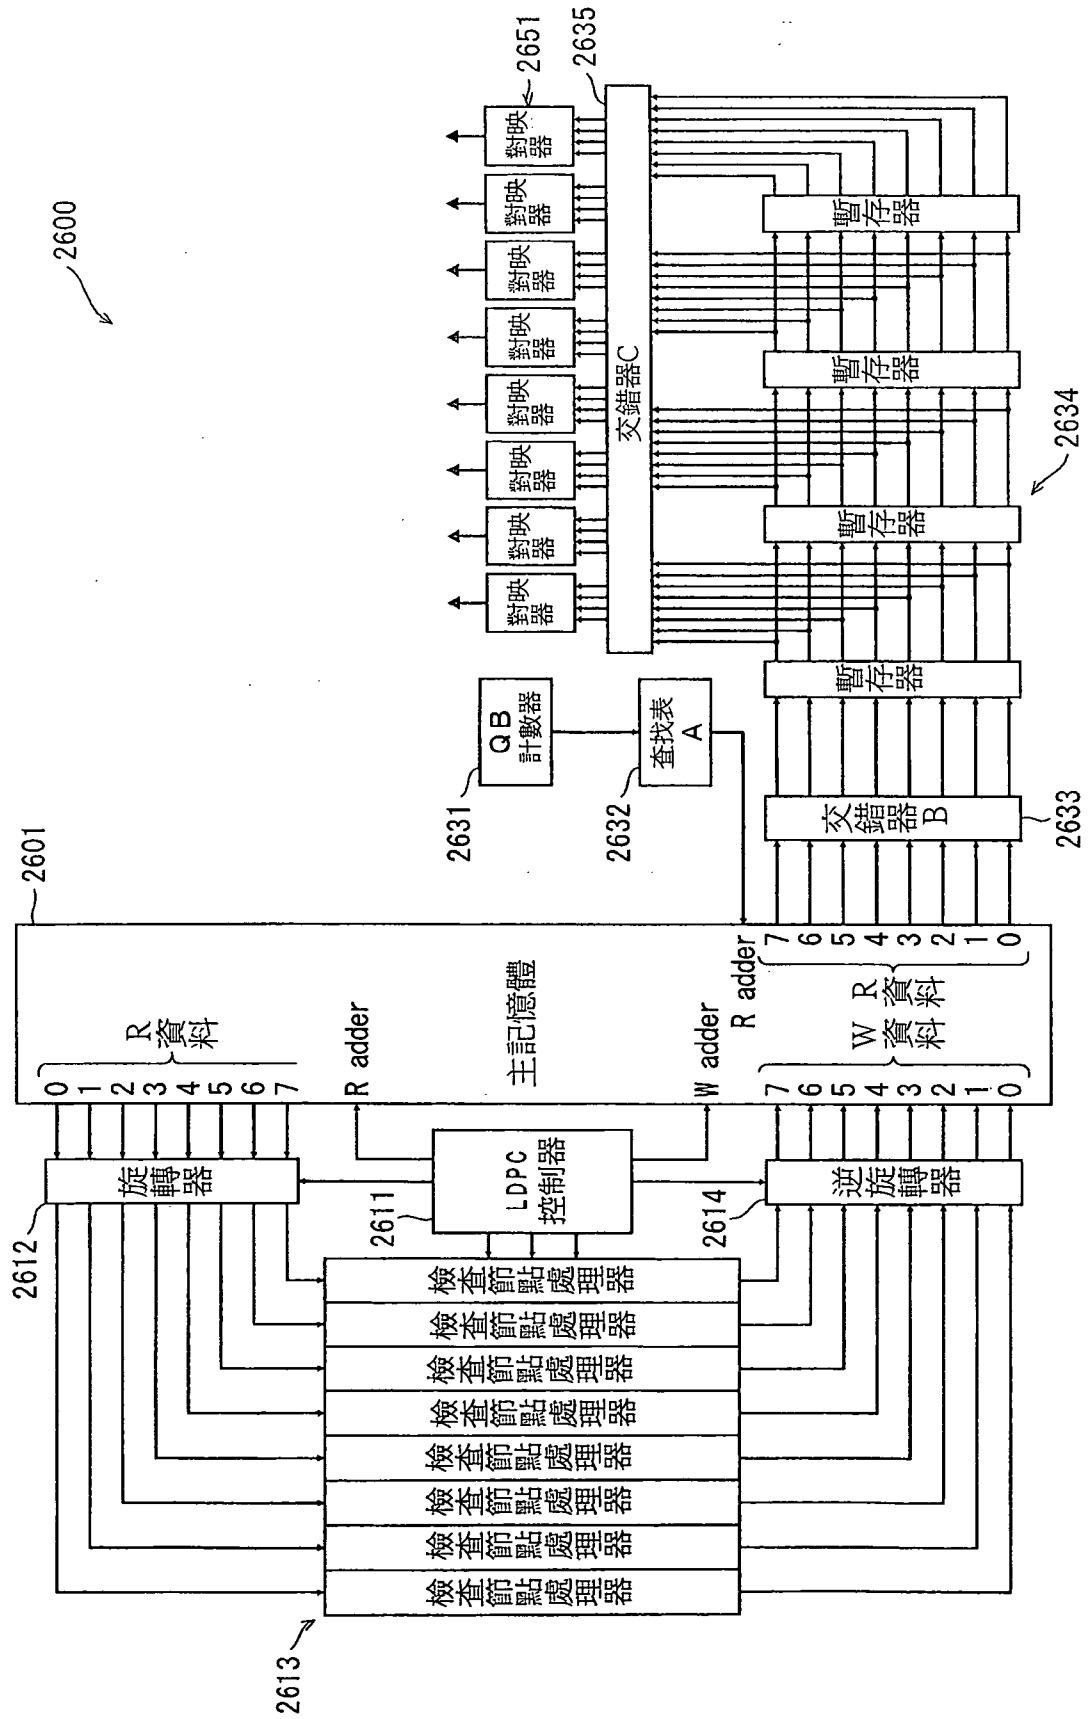 2600
2651
2635
對映器
對映器
對映器
對映器
對映器
對映器
對映器
對映器
交錯器C
QB
計數器
2631
查找表
A
2632
暫存器
暫存器
暫存器
暫存器
2634
交錯器B
2633
2601
R
資料
0
1
2
3
4
5
6
7
R adder
主記憶體
W adder
R adder
7
6
5
4
3
2
1
0
R
資料
W
資料
7
6
5
4
3
2
1
0
旋轉器
2612
LDPC
控制器
2611
逆旋轉器
2614
檢查節點處理器
檢查節點處理器
檢查節點處理器
檢查節點處理器
檢查節點處理器
檢查節點處理器
檢查節點處理器
檢查節點處理器
2613